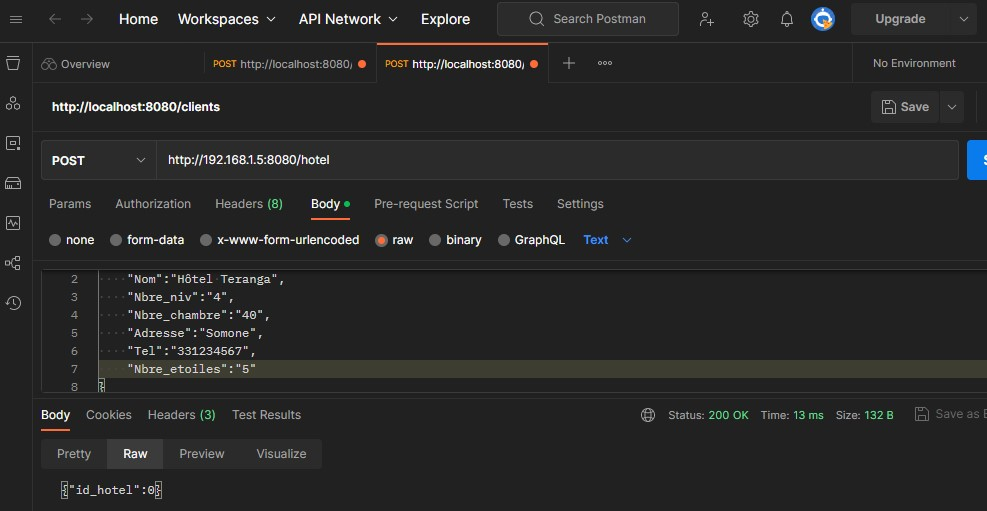 Home Workspaces API Network Explore Search Postman Upgrade
Overview POST http://localhost:8080/ POST http://localhost:8080/ No Environment
http://localhost:8080/clients Save
POST http://192.168.1.5:8080/hotel S
Params Authorization Headers (8) Body Pre-request Script Tests Settings
none form-data x-www-form-urlencoded raw binary GraphQL Text
2 "Nom":"Hôtel Teranga",
3 "Nbre_niv":"4",
4 "Nbre_chambre":"40",
5 "Adresse":"Somone",
6 "Tel":"331234567",
7 "Nbre_etoiles":"5"
8 }
Body Cookies Headers (3) Test Results Status: 200 OK Time: 13 ms Size: 132 B Save as E
Pretty Raw Preview Visualize
{"id_hotel":0}